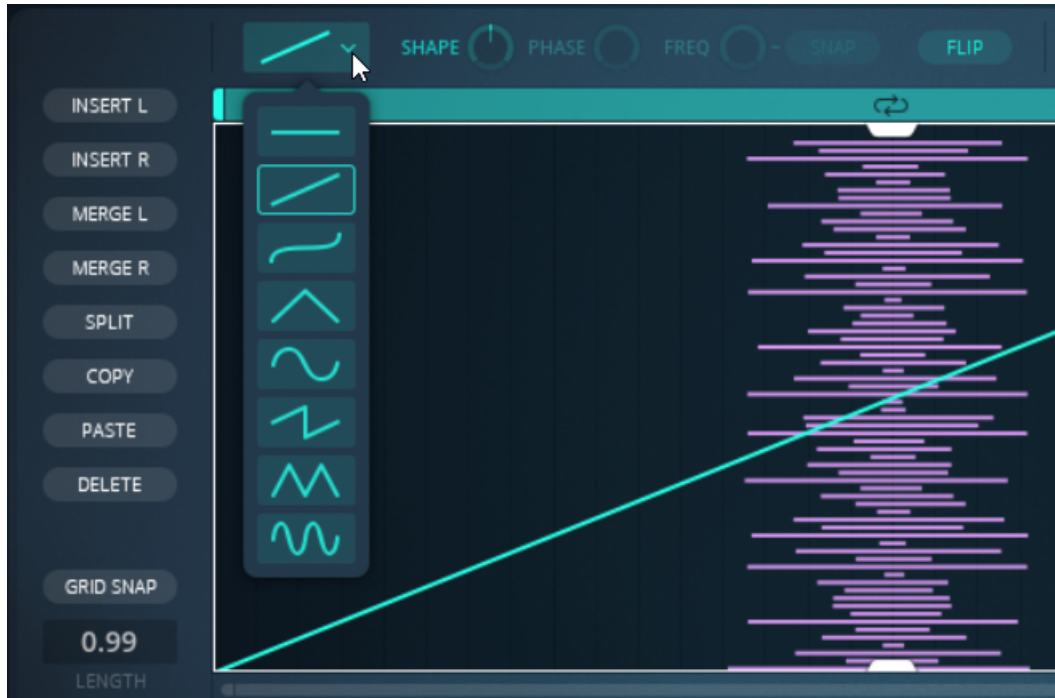 SHAPE PHASE FREQ SNAP FLIP
INSERT L
INSERT R
MERGE L
MERGE R
SPLIT
COPY
PASTE
DELETE
GRID SNAP
0.99
LENGTH